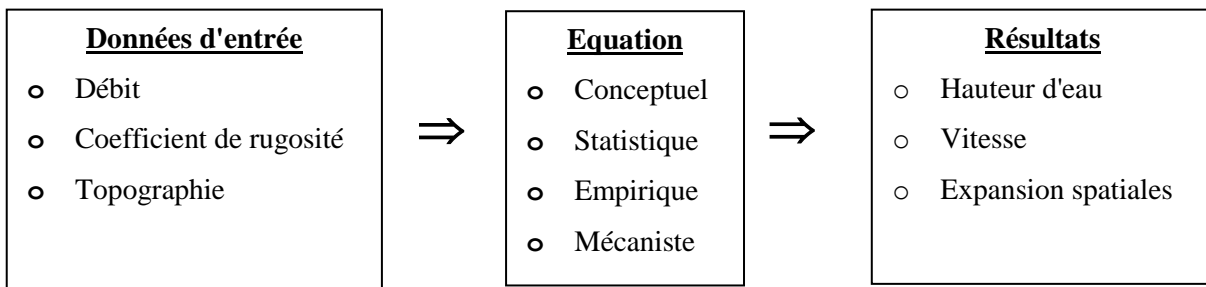 Données d'entrée
o Débit
o Coefficient de rugosité
o Topographie
⇒
Equation
o Conceptuel
o Statistique
o Empirique
o Mécaniste
⇒
Résultats
o Hauteur d'eau
o Vitesse
o Expansion spatiales